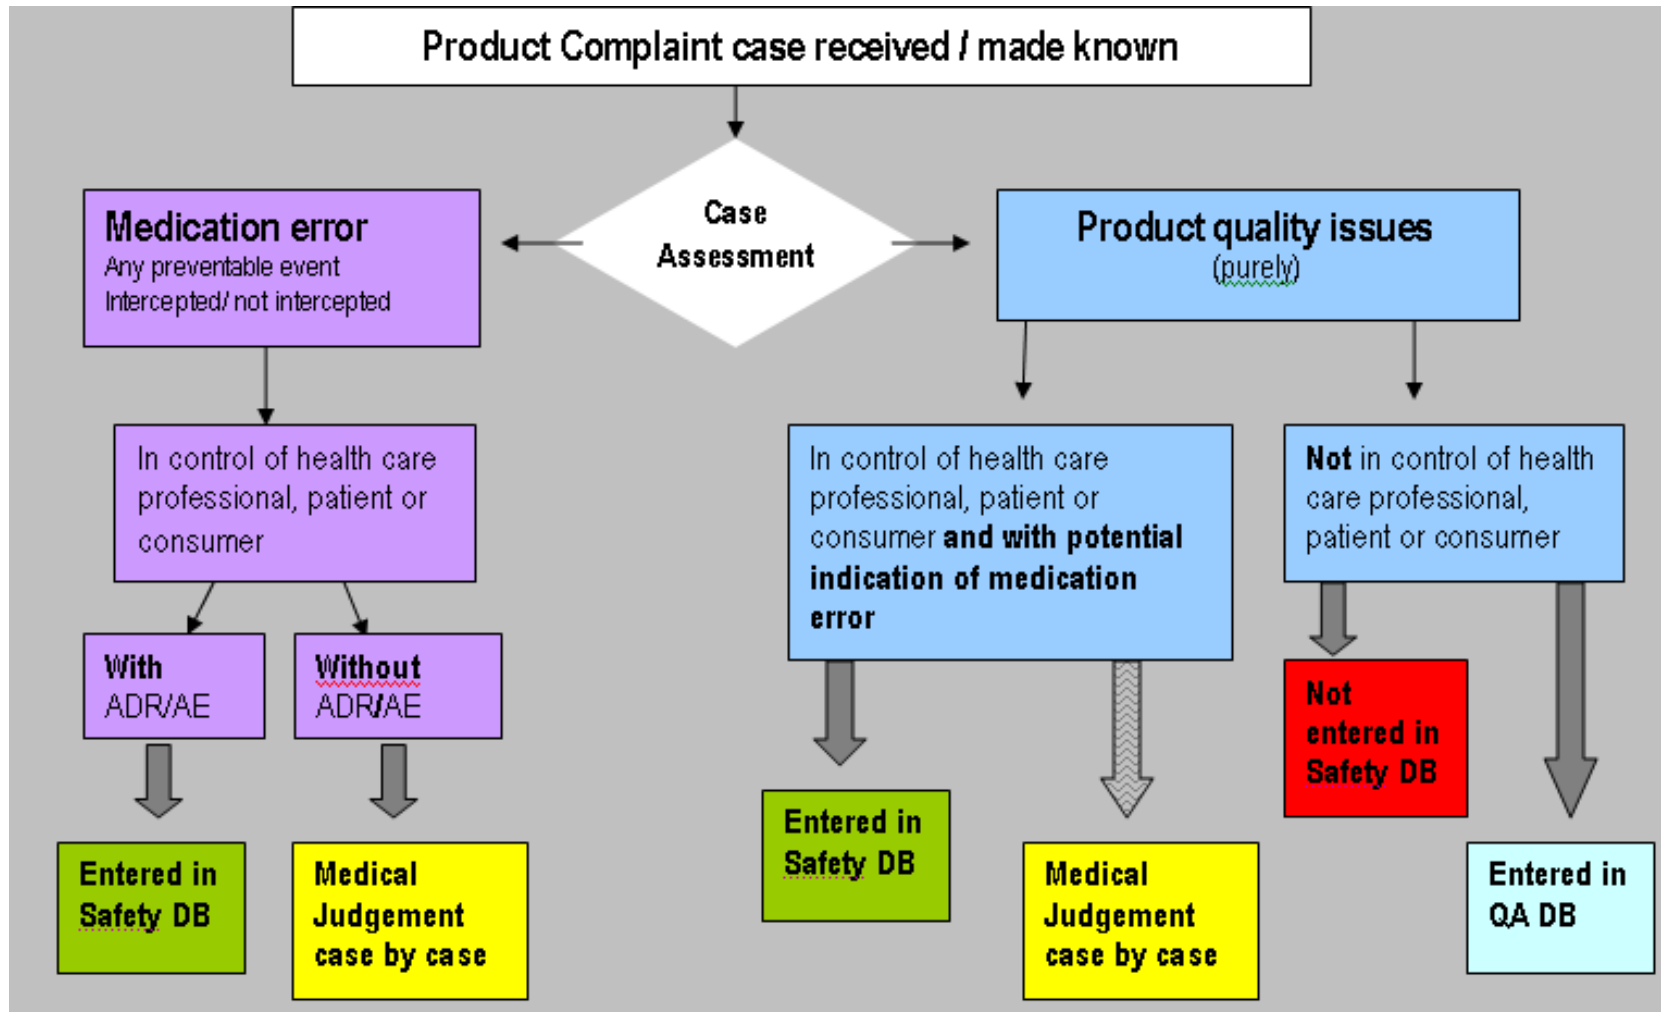 Product Complaint case received / made known
Case
Assessment
Medication error
Any preventable event
Intercepted/ not intercepted
Product quality issues
(purely)
In control of health care
professional, patient or
consumer
In control of health care
professional, patient or
consumer and with potential
indication of medication
error
Not in control of health
care professional,
patient or consumer
With
ADR/AE
Without
ADR/AE
Not
entered in
Safety DB
Entered in
Safety DB
Entered in
Safety DB
Medical
Judgement
case by case
Medical
Judgement
case by case
Entered in
QA DB